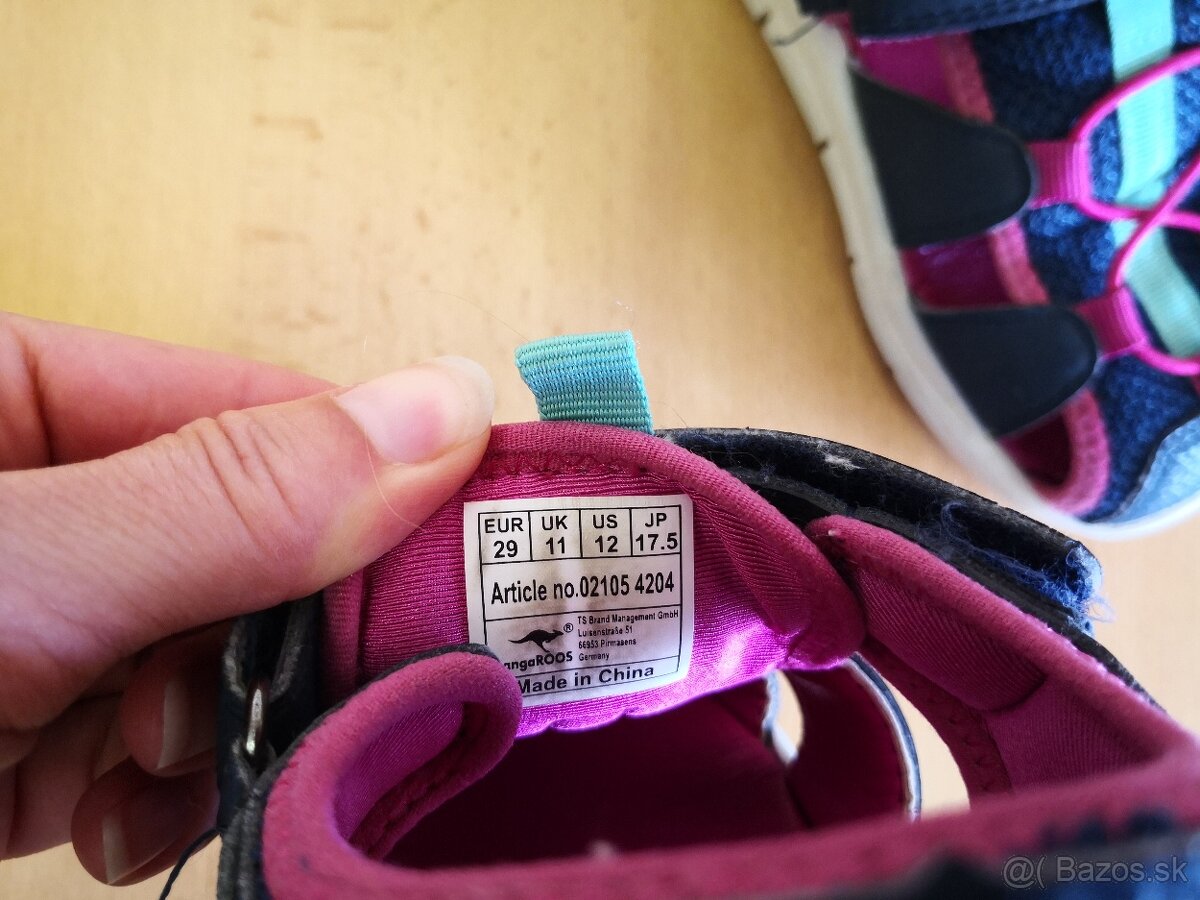 EUR UK US JP
29 11 12 17.5
Article no.02105 4204
TS Brand Management GmbH
Luisenstraße 51
66953 Pirmasens
Germany
®
angaROOS
Made in China
@( Bazos.sk